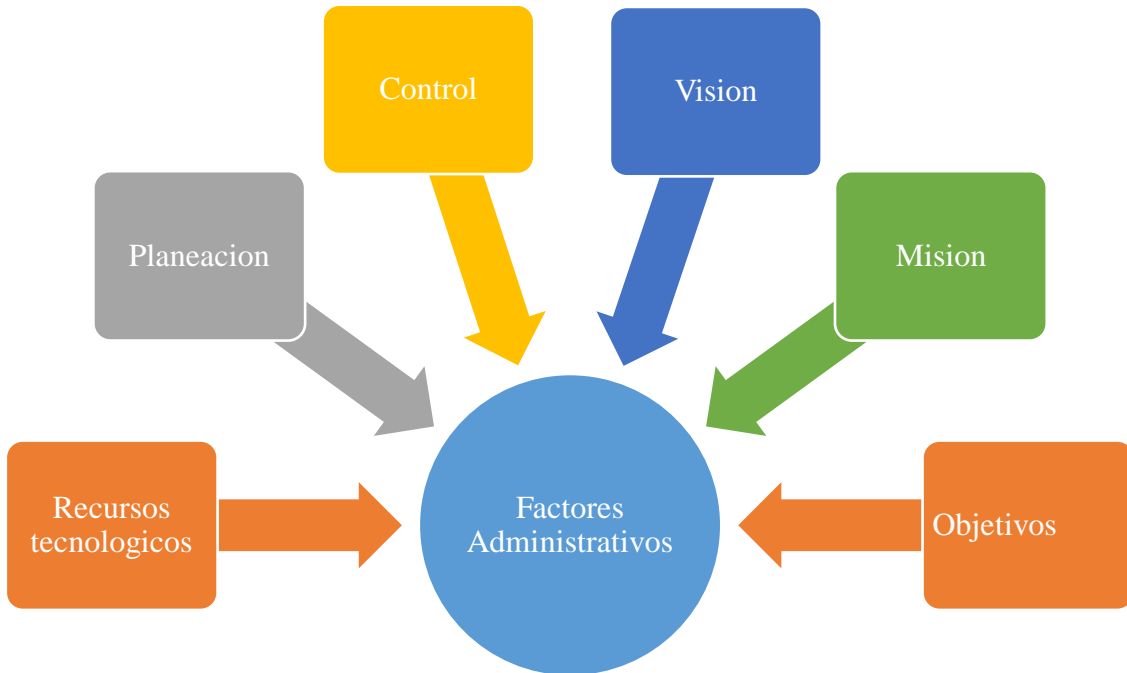 Control
Vision
Planeacion
Mision
Recursos
tecnologicos
Factores
Administrativos
Objetivos